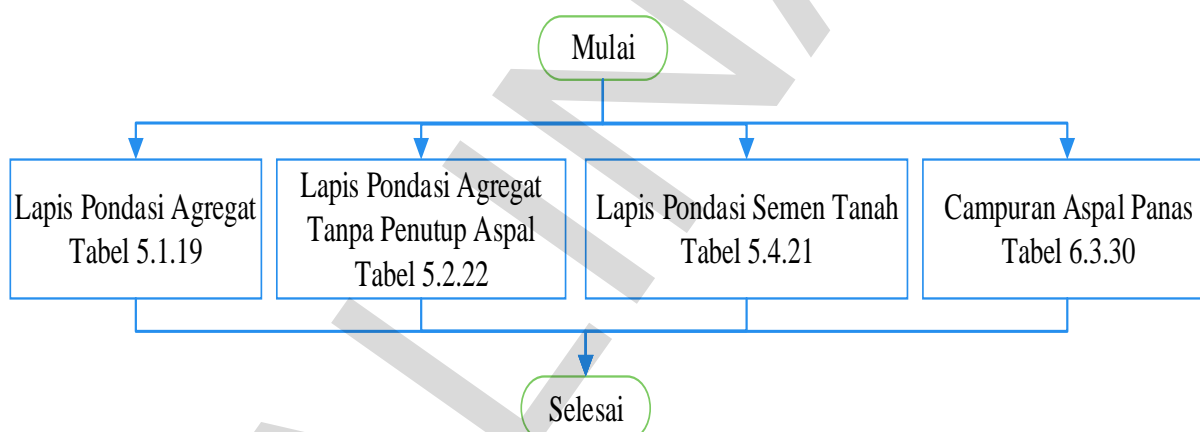 Mulai
Lapis Pondasi Agregat
Tabel 5.1.19
Lapis Pondasi Agregat
Tanpa Penutup Aspal
Tabel 5.2.22
Lapis Pondasi Semen Tanah
Tabel 5.4.21
Campuran Aspal Panas
Tabel 6.3.30
Selesai